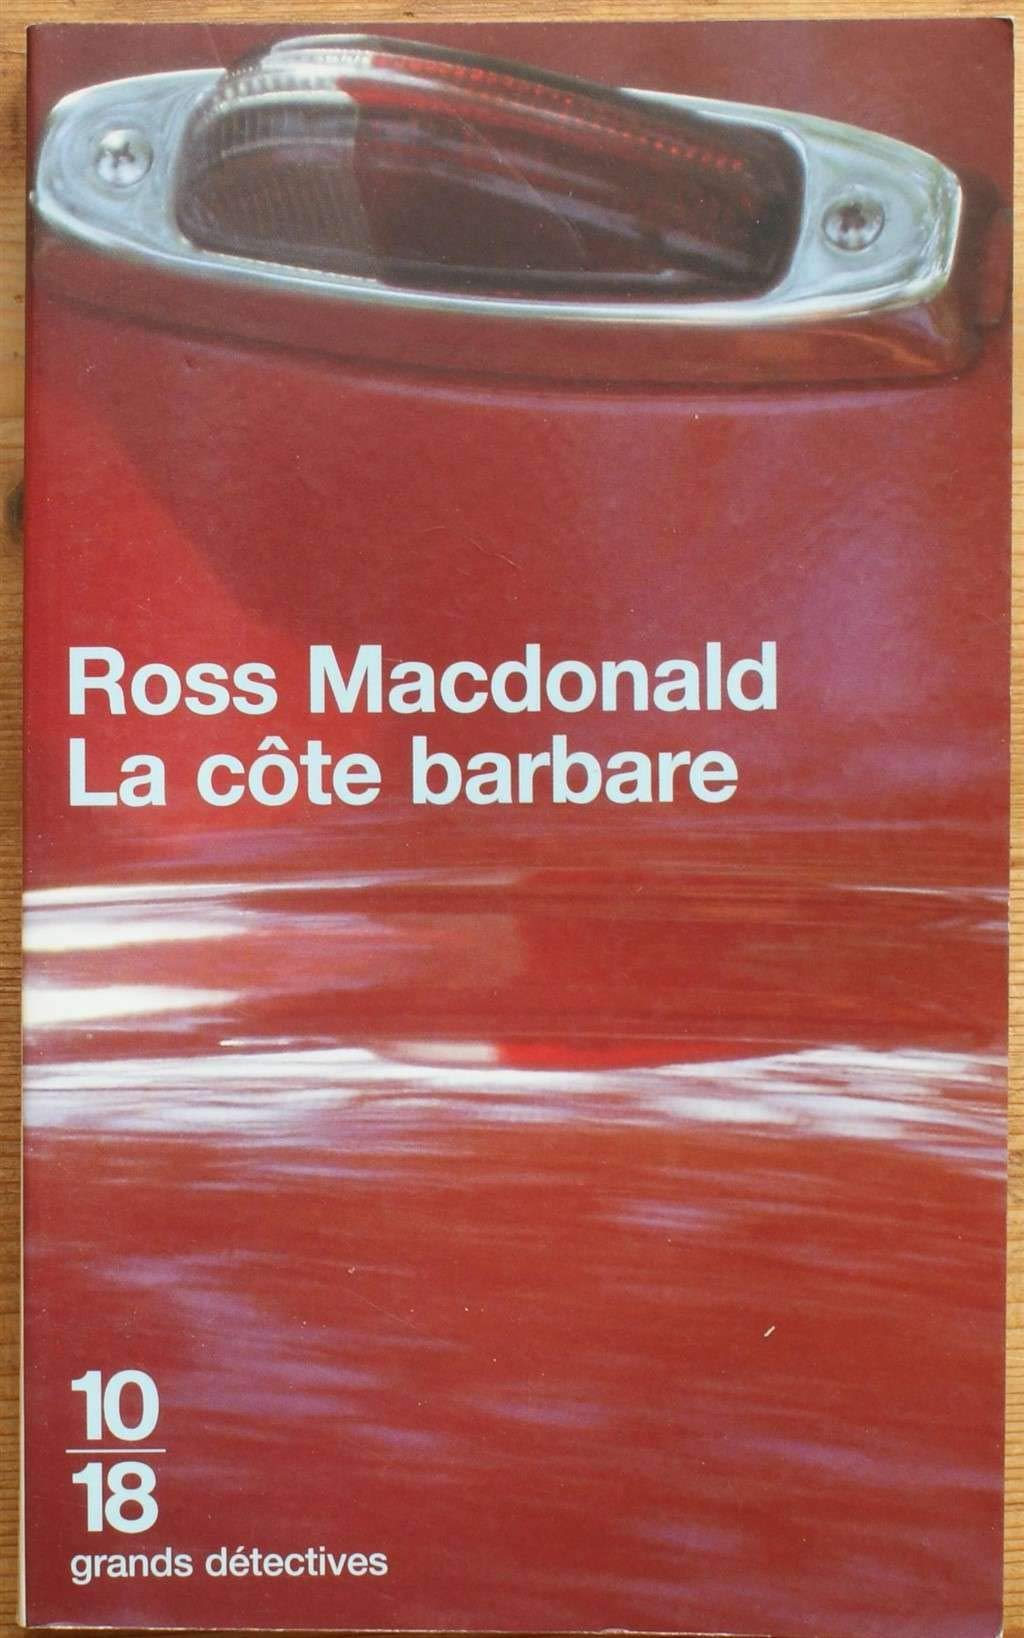 Ross Macdonald
La côte barbare
10
18
grands détectives